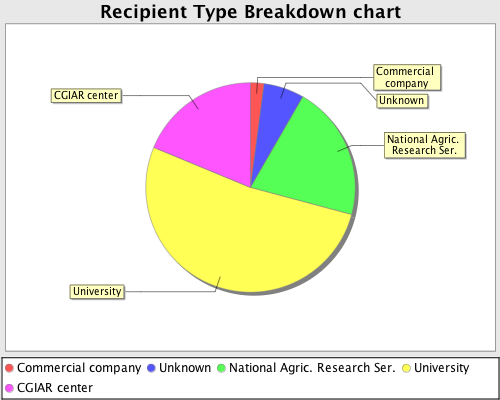 Recipient Type Breakdown chart
Commercial
company
CGIAR center
Unknown
National Agric.
Research Ser.
University
Commercial company Unknown National Agric. Research Ser. University
CGIAR center